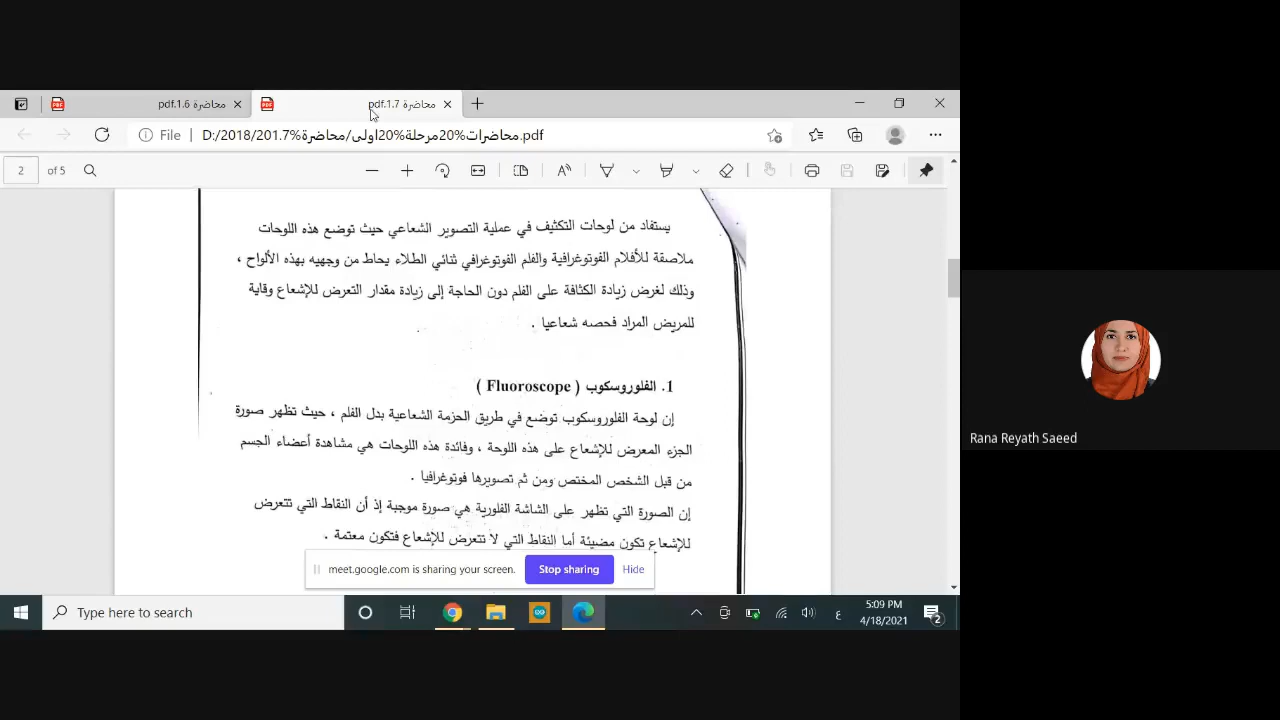 محاضرة 1.6.pdf
محاضرة 1.7.pdf
File
D:/2018/201.7%محاضرات%20مرحلة%20اولى/محاضرة.pdf
2 of 5
يستفاد من لوحات التكثيف في عملية التصوير الشعاعي حيث توضع هذه اللوحات
ملاصقة للأفلام الفوتوغرافية والفلم الفوتوغرافي ثنائي الطلاء يحاط من وجهيه بهذه الألواح ،
وذلك لغرض زيادة الكثافة على الفلم دون الحاجة إلى زيادة مقدار التعرض للإشعاع وقاية
للمريض المراد فحصه شعاعيا .
1. الفلوروسكوب ( Fluoroscope )
إن لوحة الفلوروسكوب توضع في طريق الحزمة الشعاعية بدل الفلم ، حيث تظهر صورة
الجزء المعرض للإشعاع على هذه اللوحة ، وفائدة هذه اللوحات هي مشاهدة أعضاء الجسم
من قبل الشخص المختص ومن ثم تصويرها فوتوغرافيا .
إن الصورة التي تظهر على الشاشة الفلورية هي صورة موجبة إذ أن النقاط التي تتعرض
للإشعاع تكون مضيئة أما النقاط التي لا تتعرض للإشعاع فتكون معتمة .
meet.google.com is sharing your screen.
Stop sharing
Hide
Rana Reyath Saeed
Type here to search
ع
5:09 PM
4/18/2021
2